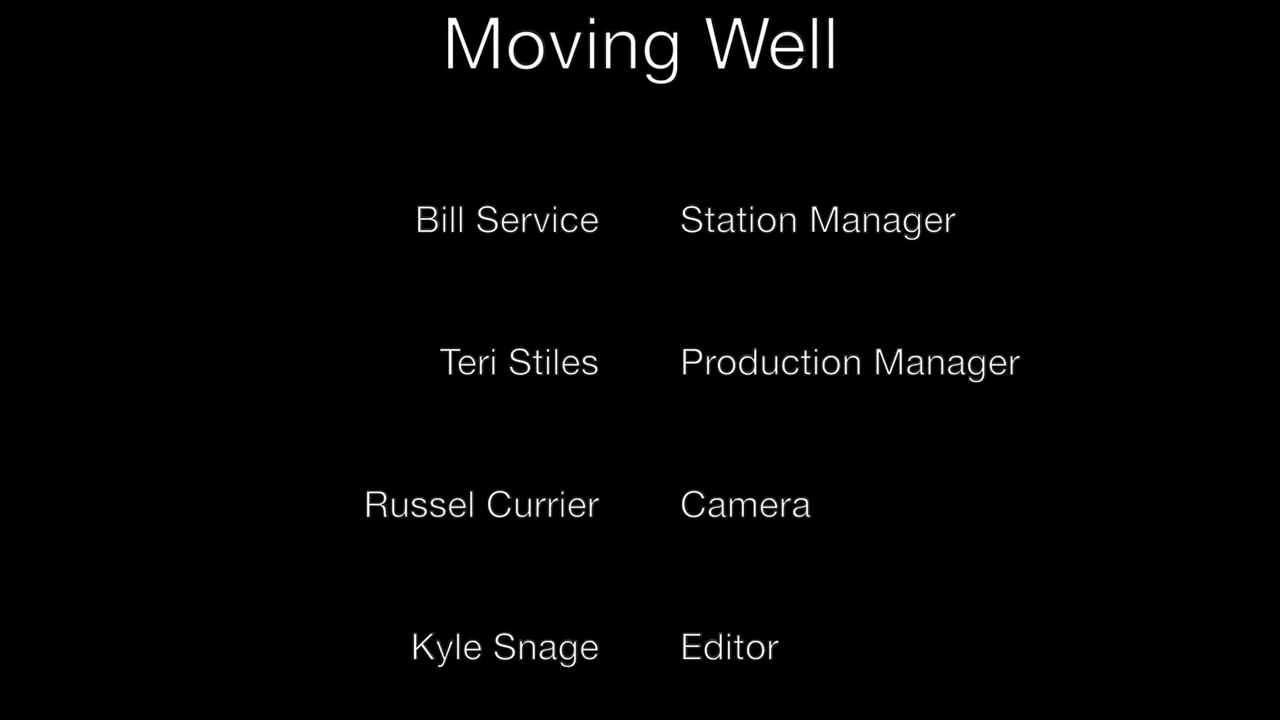 Moving Well
Bill Service Station Manager
Teri Stiles Production Manager
Russel Currier Camera
Kyle Snage Editor